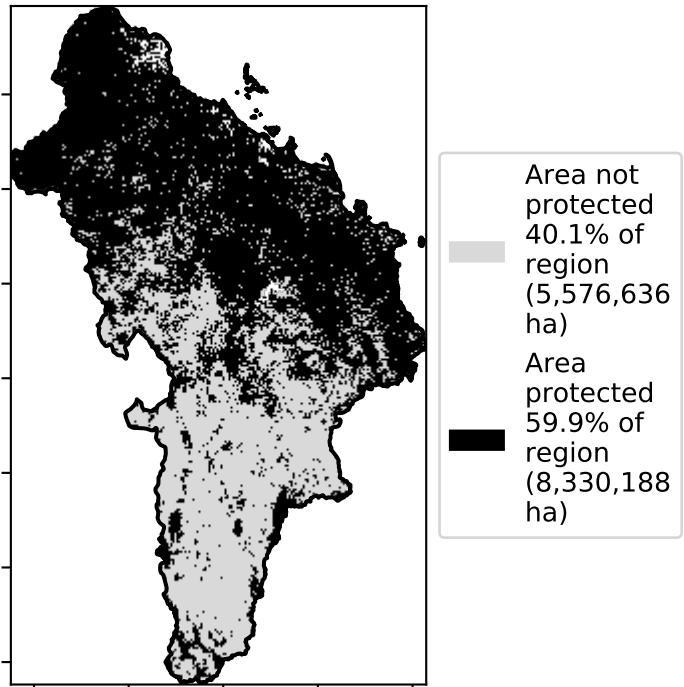 Area not
protected
40.1% of
region
(5,576,636
ha)
Area
protected
59.9% of
region
(8,330,188
ha)